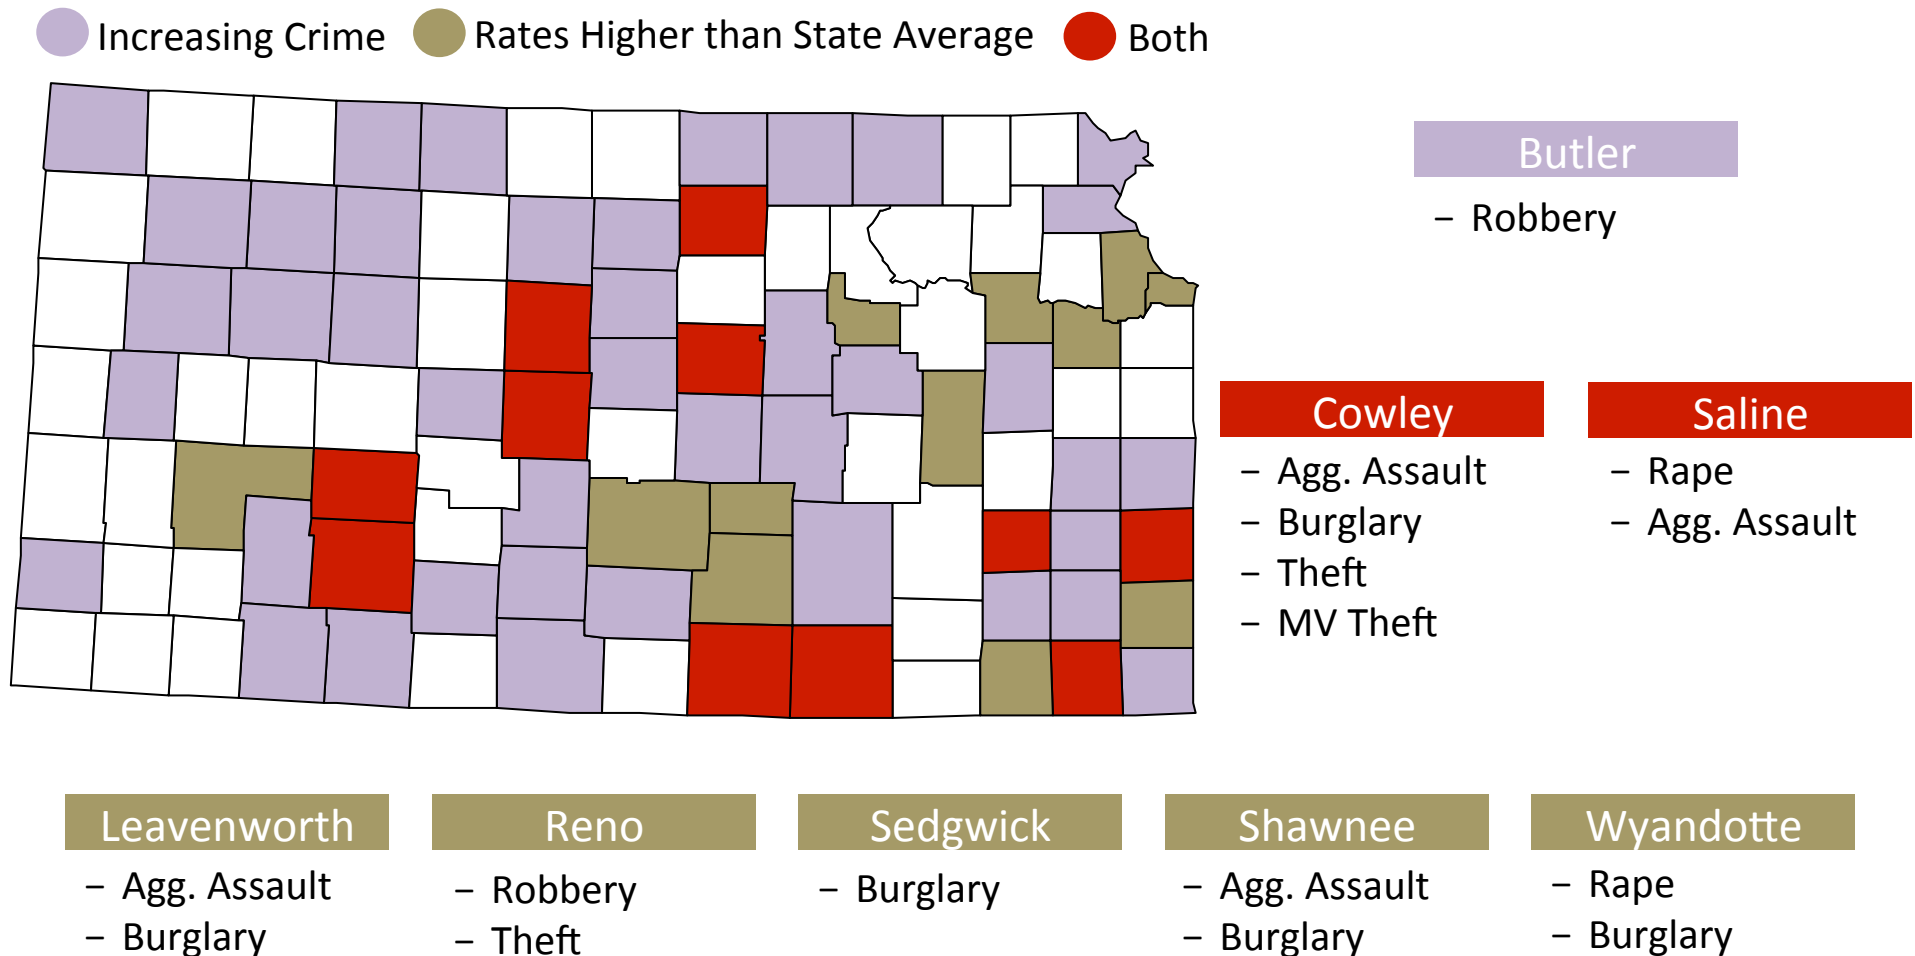 Increasing Crime Rates Higher than State Average Both
Butler
– Robbery
Cowley
– Agg. Assault
– Burglary
– Theft
– MV Theft
Saline
– Rape
– Agg. Assault
Leavenworth
– Agg. Assault
– Burglary
Reno
– Robbery
– Theft
Sedgwick
– Burglary
Shawnee
– Agg. Assault
– Burglary
Wyandotte
– Rape
– Burglary